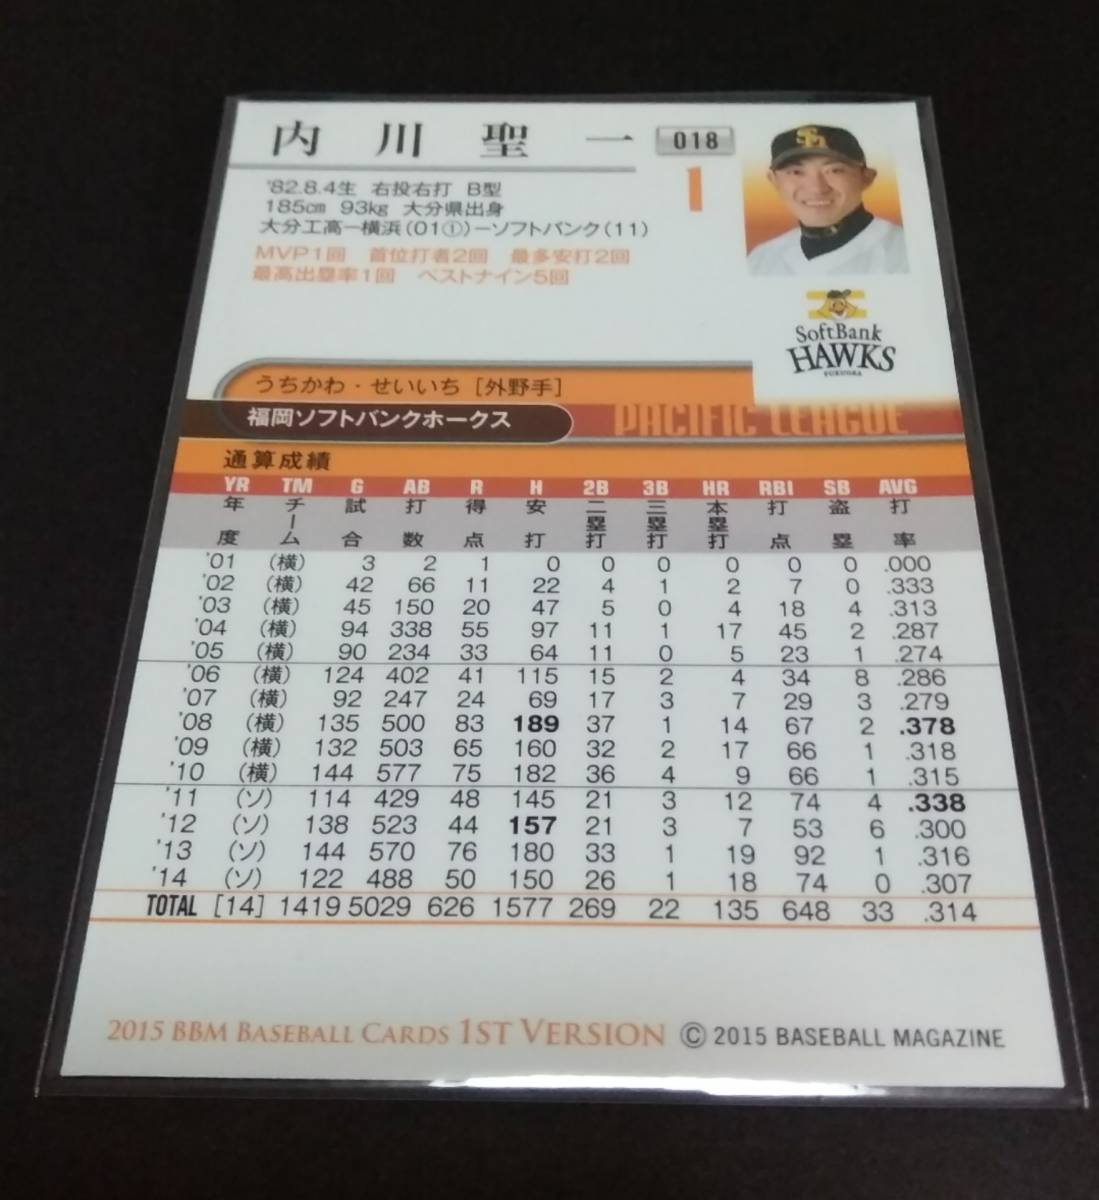 内川聖一 018
'82.8.4生 右投右打 B型 1
185cm 93kg 大分県出身
大分工高ー横浜(01①)ーソフトバンク(11)
MVP1回 首位打者2回 最多安打2回
最高出塁率1回 ベストナイン5回
SH
SoftBank
HAWKS
FUKUOKA
うちかわ・せいいち [外野手]
福岡ソフトバンクホークス PACIFIC LEAGUE
通算成績
YR TM G AB R H 2B 3B HR RBI SB AVG
年度 チーム 試合 打数 得点 安打 二塁打 三塁打 本塁打 打点 盗塁 打率
'01 (横) 3 2 1 0 0 0 0 0 0 .000
'02 (横) 42 66 11 22 4 1 2 7 0 .333
'03 (横) 45 150 20 47 5 0 4 18 4 .313
'04 (横) 94 338 55 97 11 1 17 45 2 .287
'05 (横) 90 234 33 64 11 0 5 23 1 .274
'06 (横) 124 402 41 115 15 2 4 34 8 .286
'07 (横) 92 247 24 69 17 3 7 29 3 .279
'08 (横) 135 500 83 189 37 1 14 67 2 .378
'09 (横) 132 503 65 160 32 2 17 66 1 .318
'10 (横) 144 577 75 182 36 4 9 66 1 .315
'11 (ソ) 114 429 48 145 21 3 12 74 4 .338
'12 (ソ) 138 523 44 157 21 3 7 53 6 .300
'13 (ソ) 144 570 76 180 33 1 19 92 1 .316
'14 (ソ) 122 488 50 150 26 1 18 74 0 .307
TOTAL [14] 1419 5029 626 1577 269 22 135 648 33 .314
2015 BBM BASEBALL CARDS 1ST VERSION © 2015 BASEBALL MAGAZINE